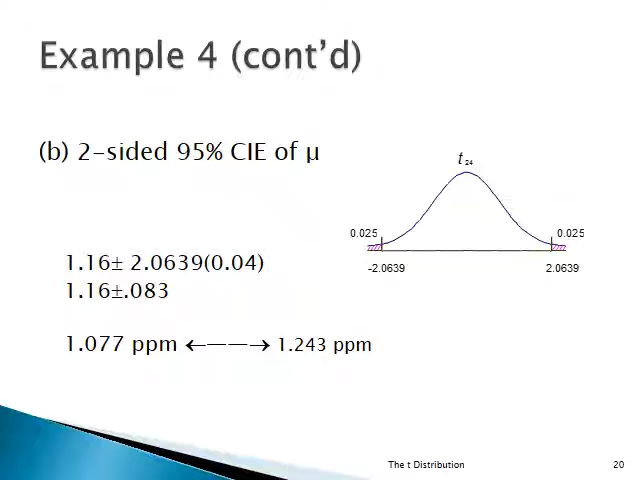 Example 4 (cont’d)
(b) 2-sided 95% CIE of µ
t 24
0.025 0.025
-2.0639 2.0639
1.16± 2.0639(0.04)
1.16±.083
1.077 ppm ←——→ 1.243 ppm
The t Distribution 20